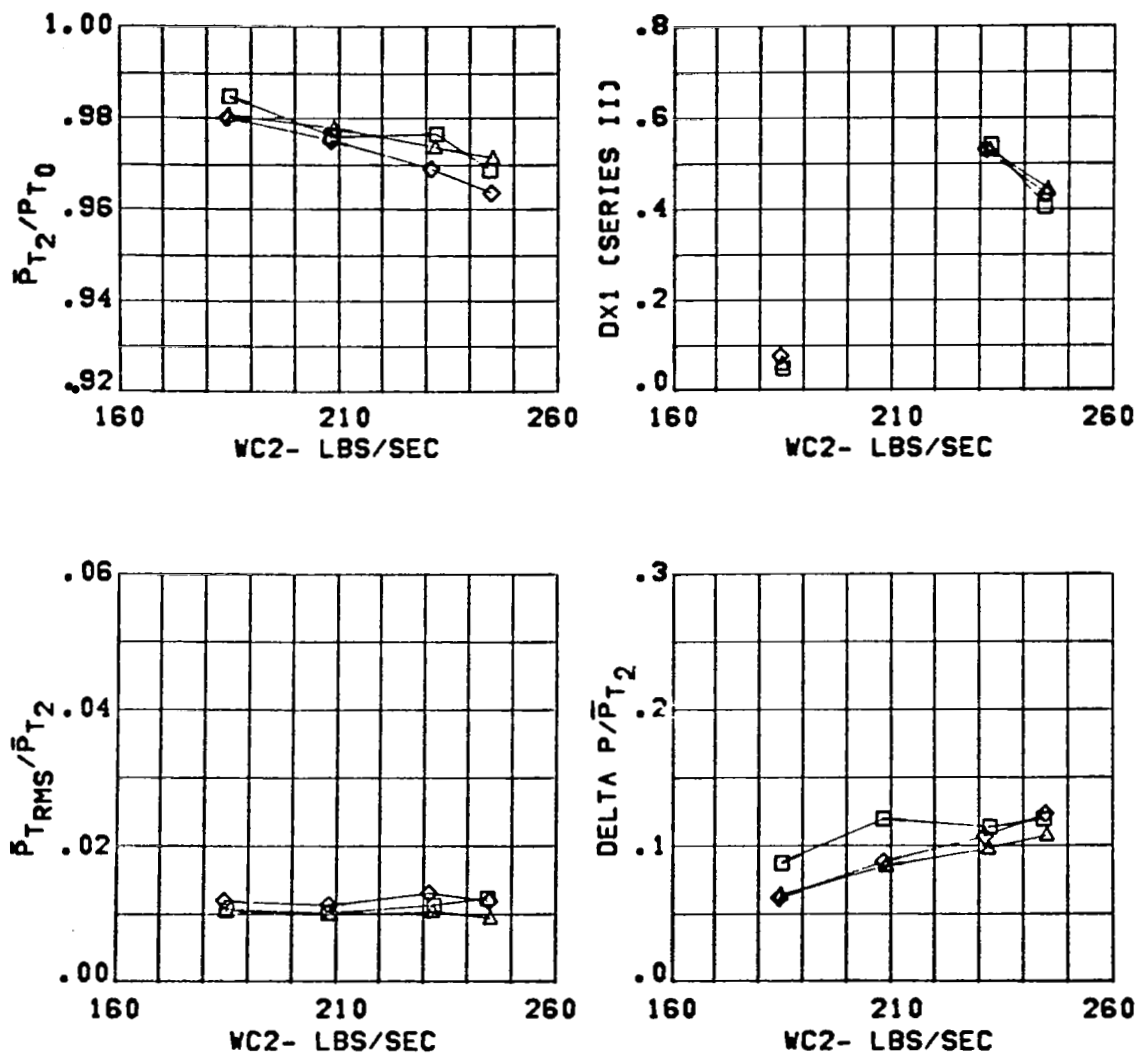 1.00
.98
.96
.94
.92
P̄T2/PT0
160 210 260
WC2- LBS/SEC
.8
.6
.4
.2
.0
DX1 (SERIES II)
160 210 260
WC2- LBS/SEC
.06
.04
.02
.00
P̄TRMS/P̄T2
160 210 260
WC2- LBS/SEC
.3
.2
.1
.0
DELTA P/P̄T2
160 210 260
WC2- LBS/SEC